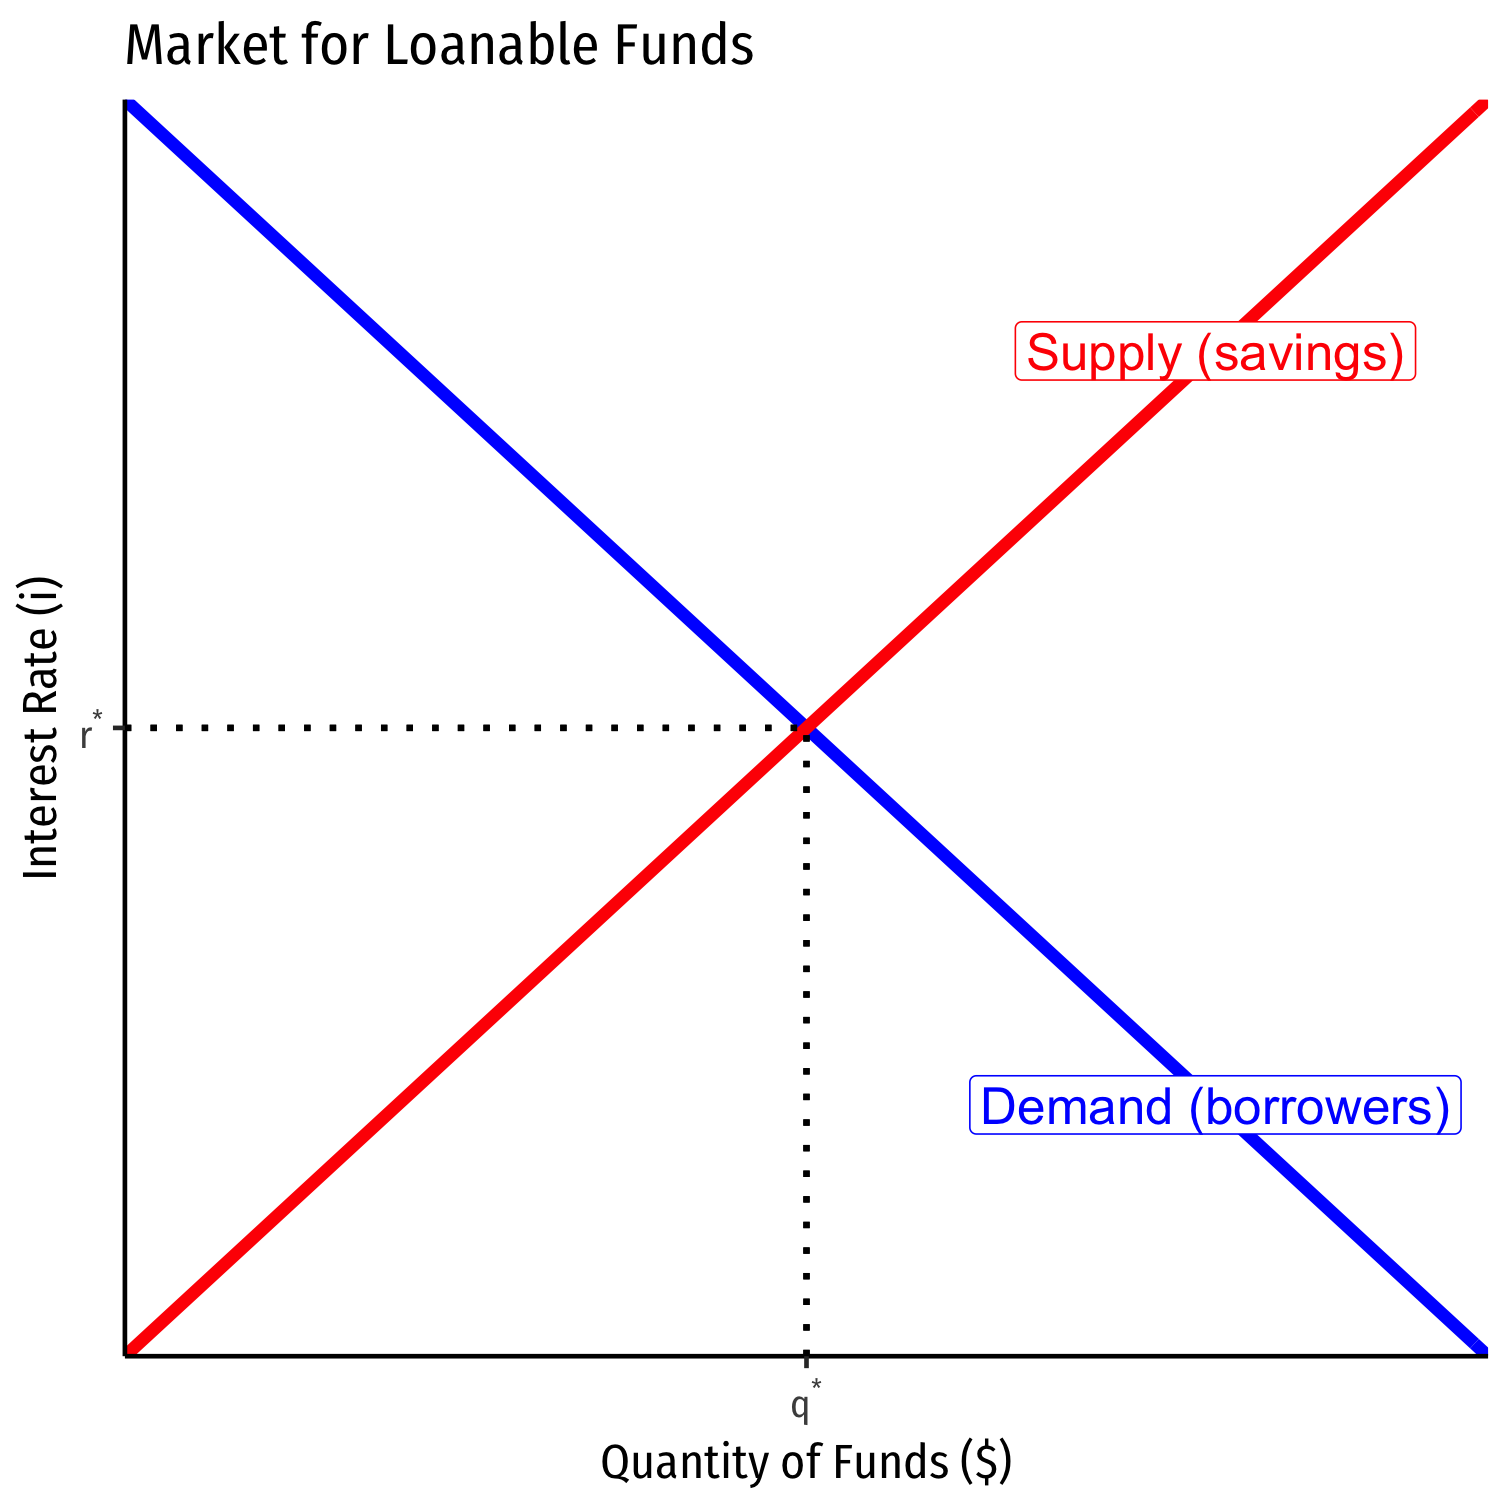 Market for Loanable Funds
Supply (savings)
Interest Rate (i)
r*
Demand (borrowers)
q*
Quantity of Funds ($)